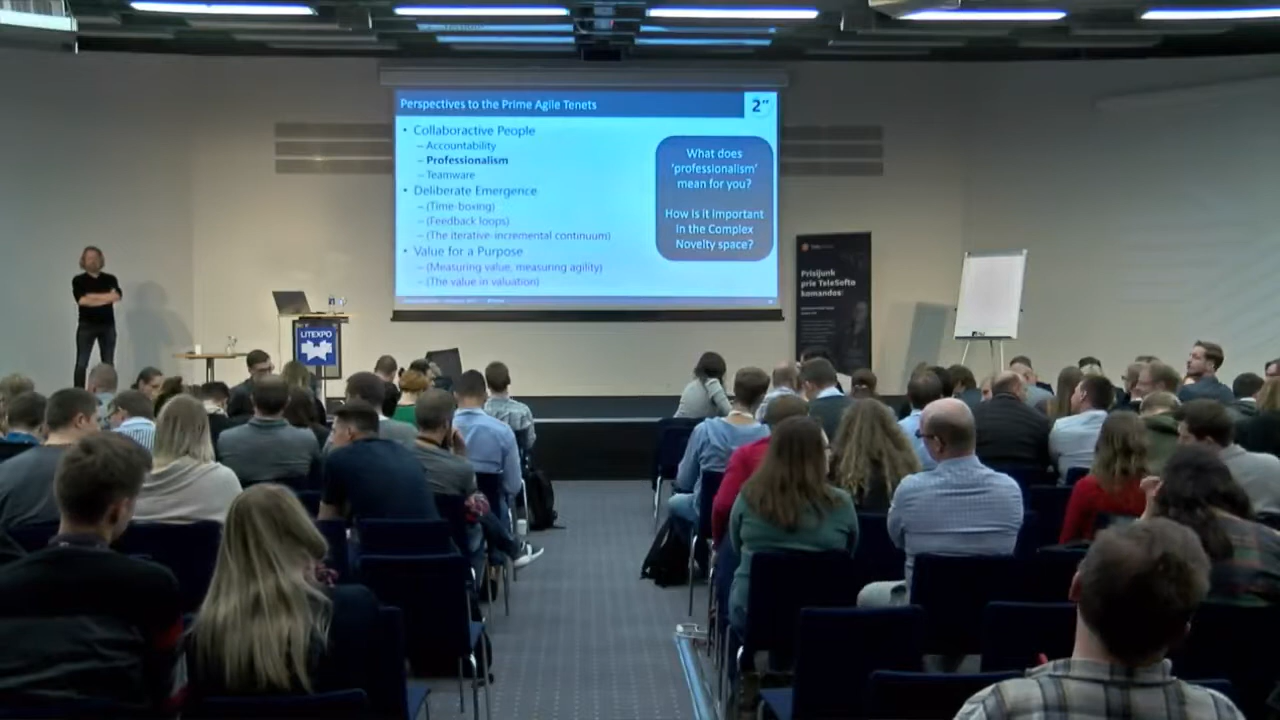 Perspectives to the Prime Agile Tenets
2"
• Collaboractive People
– Accountability
– Professionalism
– Teamware
• Deliberate Emergence
– (Time-boxing)
– (Feedback loops)
– (The iterative-incremental continuum)
• Value for a Purpose
– (Measuring value, measuring agility)
– (The value in valuation)
What does
'professionalism'
mean for you?
How is it important
in the Complex
Novelty space?
LITEXPO
Prisijunk
prie TeleSofto
komandos!